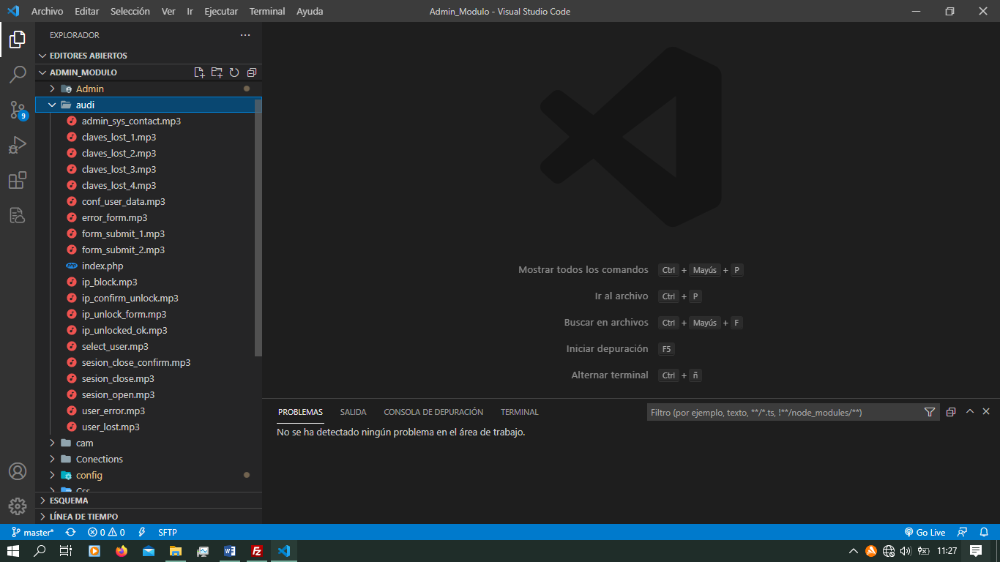 Archivo Editar Selección Ver Ir Ejecutar Terminal Ayuda Admin_Modulo - Visual Studio Code
EXPLORADOR
EDITORES ABIERTOS
ADMIN_MODULO
Admin
audi
admin_sys_contact.mp3
claves_lost_1.mp3
claves_lost_2.mp3
claves_lost_3.mp3
claves_lost_4.mp3
conf_user_data.mp3
error_form.mp3
form_submit_1.mp3
form_submit_2.mp3
index.php
ip_block.mp3
ip_confirm_unlock.mp3
ip_unlock_form.mp3
ip_unlocked_ok.mp3
select_user.mp3
sesion_close_confirm.mp3
sesion_close.mp3
sesion_open.mp3
user_error.mp3
user_lost.mp3
cam
Conections
config
Css
ESQUEMA
LÍNEA DE TIEMPO
9
Mostrar todos los comandos Ctrl + Mayús + P
Ir al archivo Ctrl + P
Buscar en archivos Ctrl + Mayús + F
Iniciar depuración F5
Alternar terminal Ctrl + ñ
PROBLEMAS SALIDA CONSOLA DE DEPURACIÓN TERMINAL Filtro (por ejemplo, texto, **/*.ts, !**/node_modules/**)
No se ha detectado ningún problema en el área de trabajo.
master* 0 0 SFTP Go Live
11:27